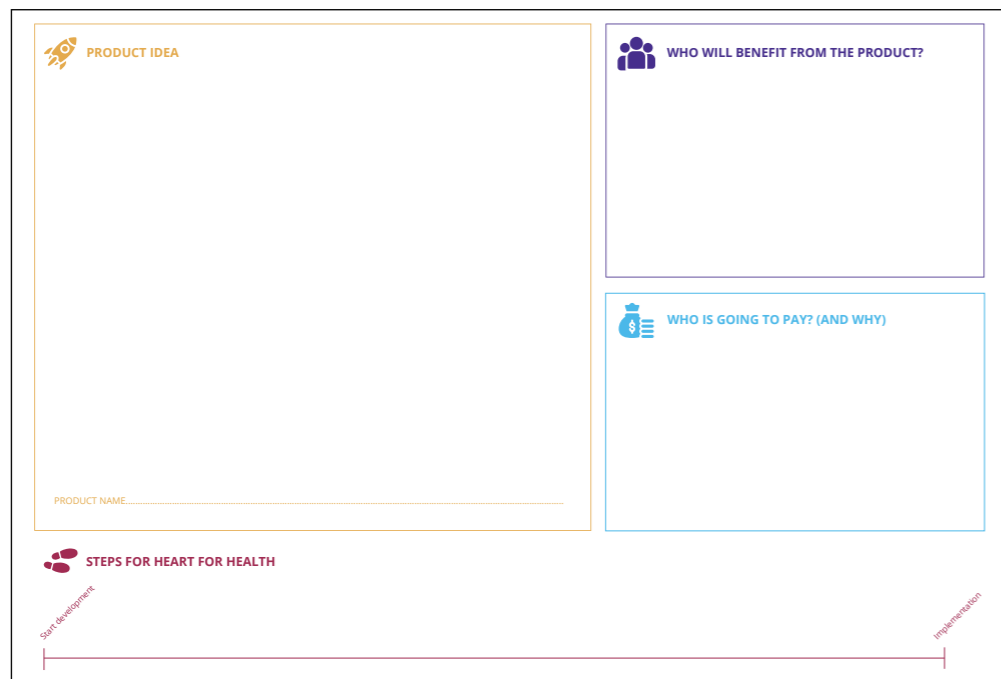 PRODUCT IDEA
PRODUCT NAME
WHO WILL BENEFIT FROM THE PRODUCT?
$
WHO IS GOING TO PAY? (AND WHY)
STEPS FOR HEART FOR HEALTH
Start development
Implementation